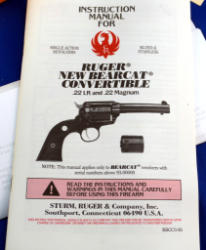 INSTRUCTION
MANUAL
FOR
SINGLE ACTION
REVOLVERS
BLUED &
STAINLESS
RUGER®
NEW BEARCAT®
CONVERTIBLE
.22 LR and .22 Magnum
NOTE: This manual applies only to BEARCAT® revolvers with
serial numbers above 93-00000
READ THE INSTRUCTIONS AND
WARNINGS IN THIS MANUAL CAREFULLY
BEFORE USING THIS FIREARM
STURM, RUGER & Company, Inc.
Southport, Connecticut 06490 U.S.A.